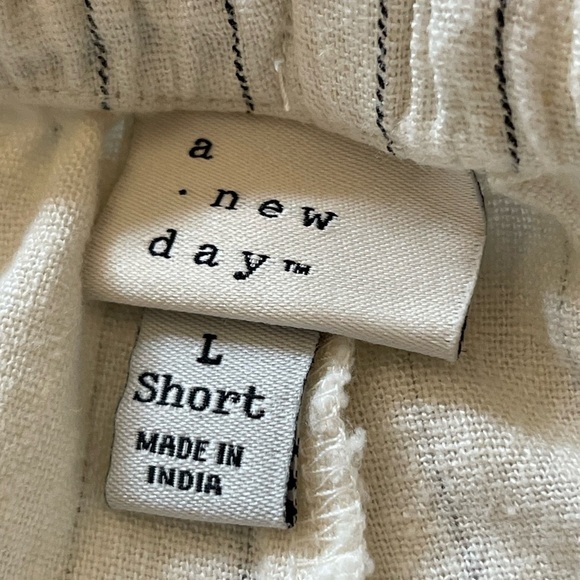 a
. new
day™
L
Short
MADE IN
INDIA